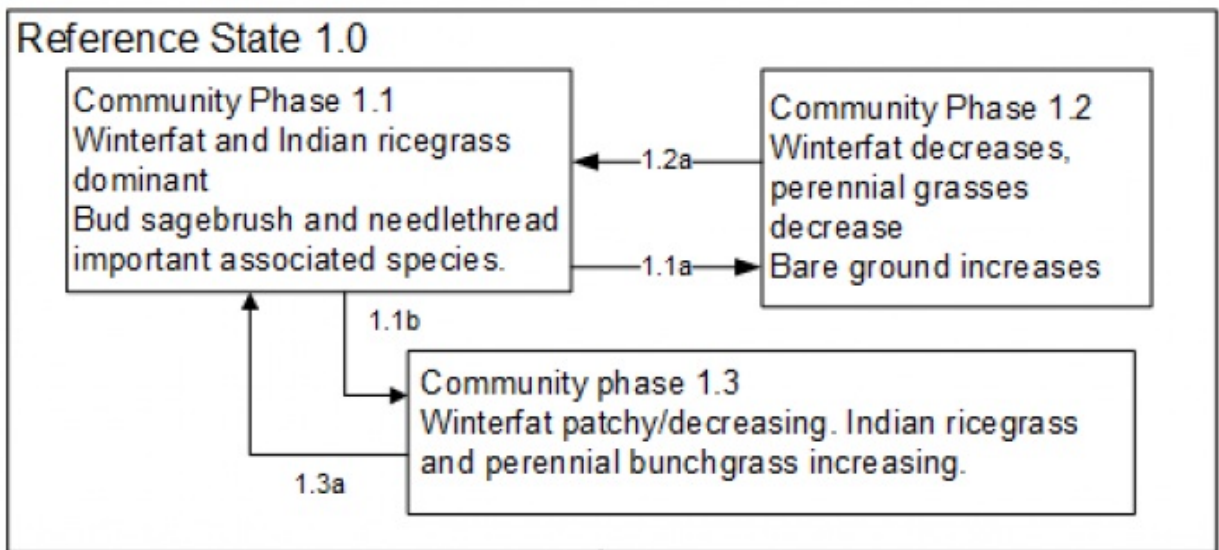 Reference State 1.0
Community Phase 1.1
Winterfat and Indian ricegrass
dominant
Bud sagebrush and needlethread
important associated species.
1.2a
1.1a
Community Phase 1.2
Winterfat decreases,
perennial grasses
decrease
Bare ground increases
1.1b
Community phase 1.3
Winterfat patchy/decreasing. Indian ricegrass
and perennial bunchgrass increasing.
1.3a